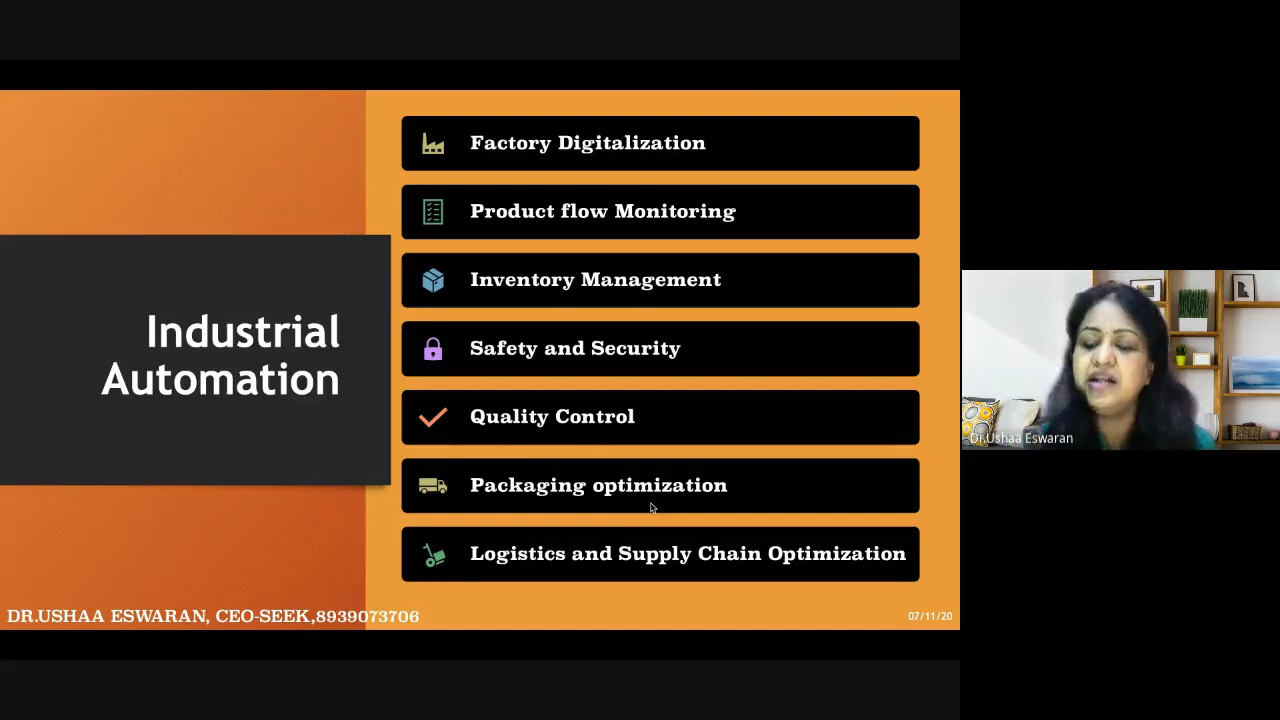 Industrial
Automation
Factory Digitalization
Product flow Monitoring
Inventory Management
Safety and Security
Quality Control
Packaging optimization
Logistics and Supply Chain Optimization
DR.USHAA ESWARAN, CEO-SEEK,8939073706
07/11/20
Dr.Ushaa Eswaran